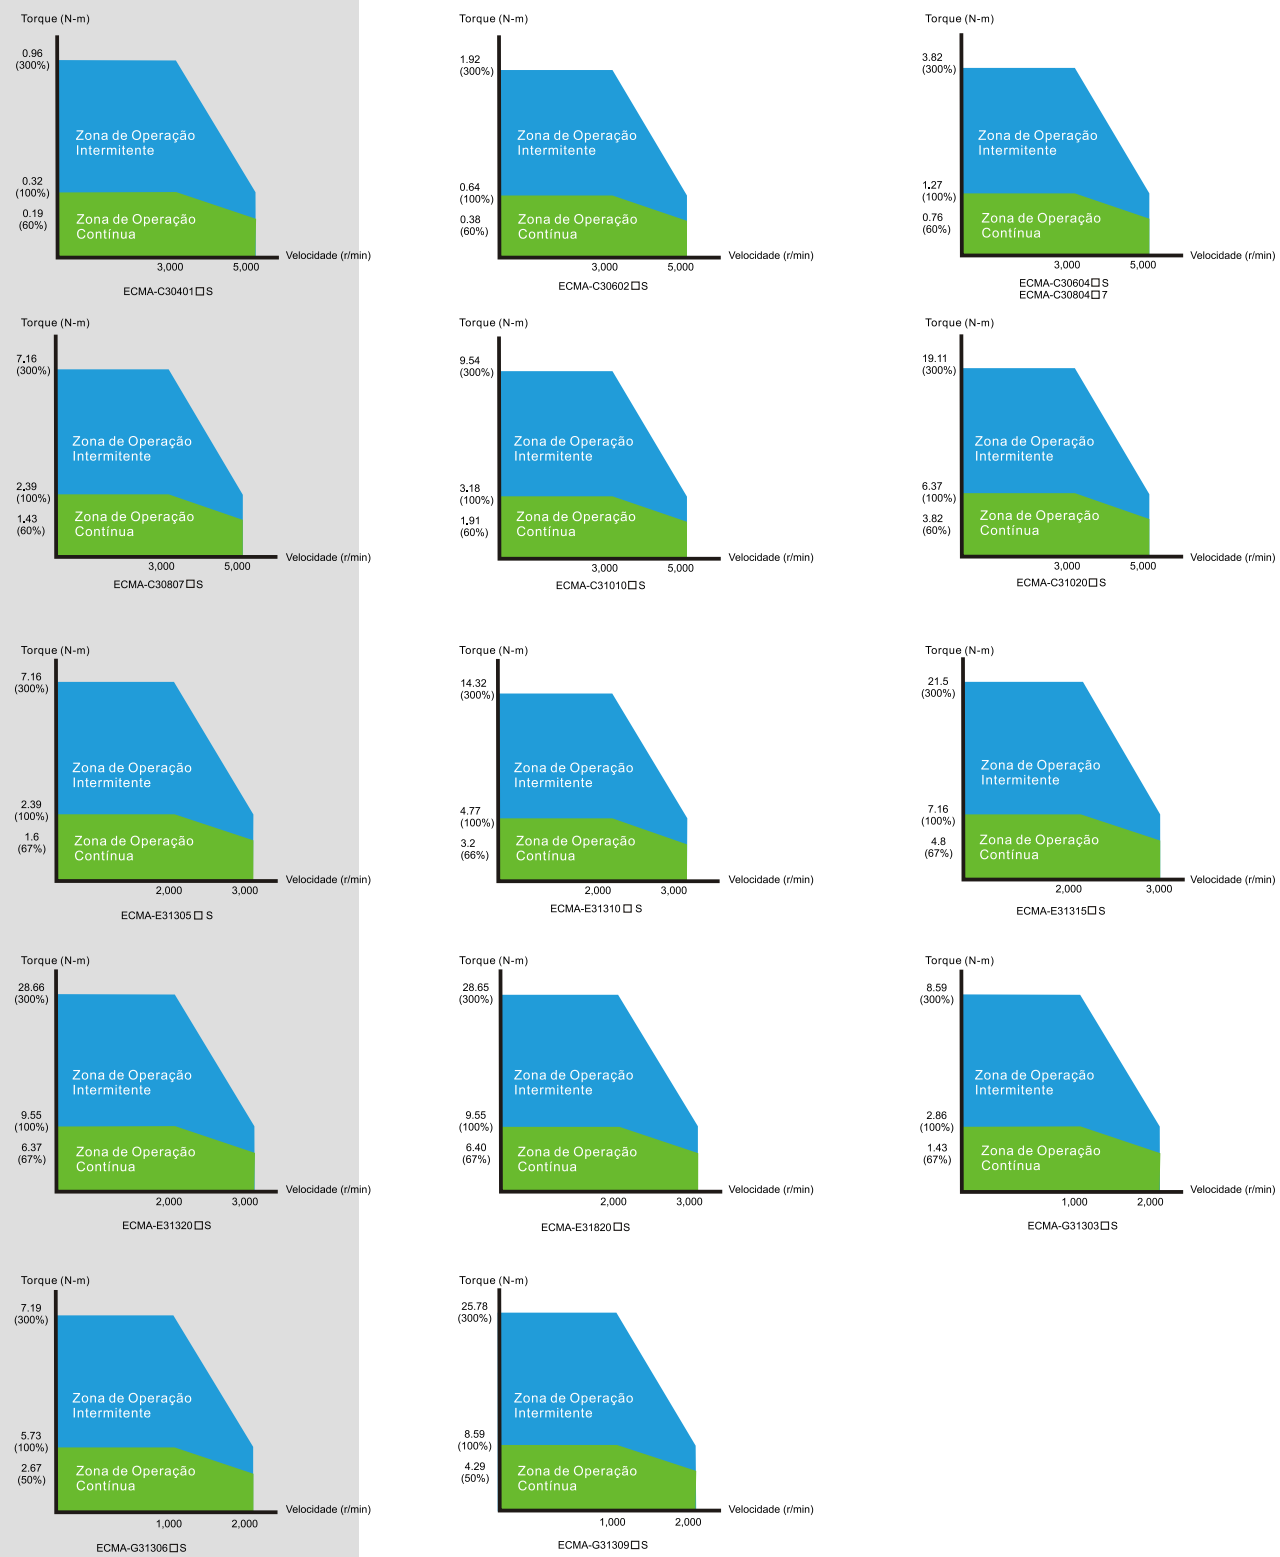 Torque (N-m)
0.96
(300%)
Zona de Operação
Intermitente
0.32
(100%)
0.19
(60%)
Zona de Operação
Contínua
3,000
5,000
Velocidade (r/min)
ECMA-C30401□S
Torque (N-m)
1.92
(300%)
Zona de Operação
Intermitente
0.64
(100%)
0.38
(60%)
Zona de Operação
Contínua
3,000
5,000
Velocidade (r/min)
ECMA-C30602□S
Torque (N-m)
3.82
(300%)
Zona de Operação
Intermitente
1.27
(100%)
0.76
(60%)
Zona de Operação
Contínua
3,000
5,000
Velocidade (r/min)
ECMA-C30604□S
ECMA-C30804□7
Torque (N-m)
7.16
(300%)
Zona de Operação
Intermitente
2.39
(100%)
1.43
(60%)
Zona de Operação
Contínua
3,000
5,000
Velocidade (r/min)
ECMA-C30807□S
Torque (N-m)
9.54
(300%)
Zona de Operação
Intermitente
3.18
(100%)
1.91
(60%)
Zona de Operação
Contínua
3,000
5,000
Velocidade (r/min)
ECMA-C31010□S
Torque (N-m)
19.11
(300%)
Zona de Operação
Intermitente
6.37
(100%)
3.82
(60%)
Zona de Operação
Contínua
3,000
5,000
Velocidade (r/min)
ECMA-C31020□S
Torque (N-m)
7.16
(300%)
Zona de Operação
Intermitente
2.39
(100%)
1.6
(67%)
Zona de Operação
Contínua
2,000
3,000
Velocidade (r/min)
ECMA-E31305 □ S
Torque (N-m)
14.32
(300%)
Zona de Operação
Intermitente
4.77
(100%)
3.2
(66%)
Zona de Operação
Contínua
2,000
3,000
Velocidade (r/min)
ECMA-E31310 □ S
Torque (N-m)
21.5
(300%)
Zona de Operação
Intermitente
7.16
(100%)
4.8
(67%)
Zona de Operação
Contínua
2,000
3,000
Velocidade (r/min)
ECMA-E31315□S
Torque (N-m)
28.66
(300%)
Zona de Operação
Intermitente
9.55
(100%)
6.37
(67%)
Zona de Operação
Contínua
2,000
3,000
Velocidade (r/min)
ECMA-E31320□S
Torque (N-m)
28.65
(300%)
Zona de Operação
Intermitente
9.55
(100%)
6.40
(67%)
Zona de Operação
Contínua
2,000
3,000
Velocidade (r/min)
ECMA-E31820□S
Torque (N-m)
8.59
(300%)
Zona de Operação
Intermitente
2.86
(100%)
1.43
(67%)
Zona de Operação
Contínua
1,000
2,000
Velocidade (r/min)
ECMA-G31303□S
Torque (N-m)
7.19
(300%)
Zona de Operação
Intermitente
5.73
(100%)
2.67
(50%)
Zona de Operação
Contínua
1,000
2,000
Velocidade (r/min)
ECMA-G31306□S
Torque (N-m)
25.78
(300%)
Zona de Operação
Intermitente
8.59
(100%)
4.29
(50%)
Zona de Operação
Contínua
1,000
2,000
Velocidade (r/min)
ECMA-G31309□S